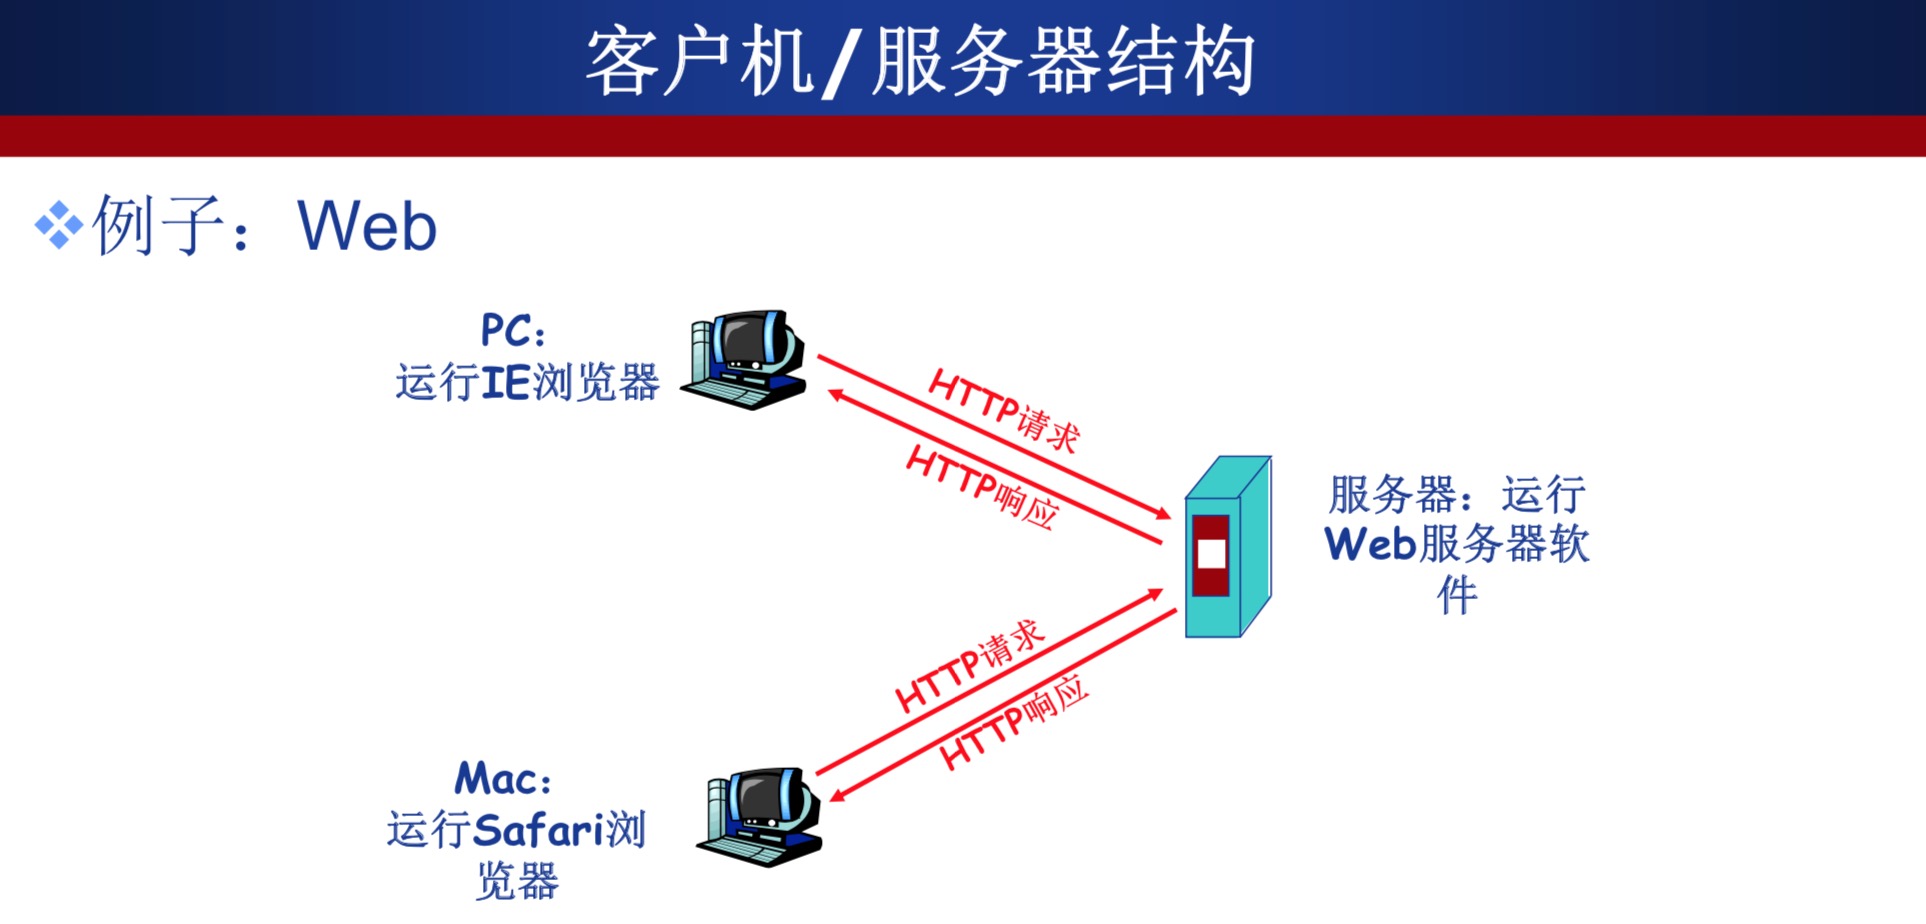 客户机/服务器结构
例子：Web
PC：
运行IE浏览器
HTTP请求
HTTP响应
服务器：运行
Web服务器软
件
HTTP请求
HTTP响应
Mac：
运行Safari浏
览器